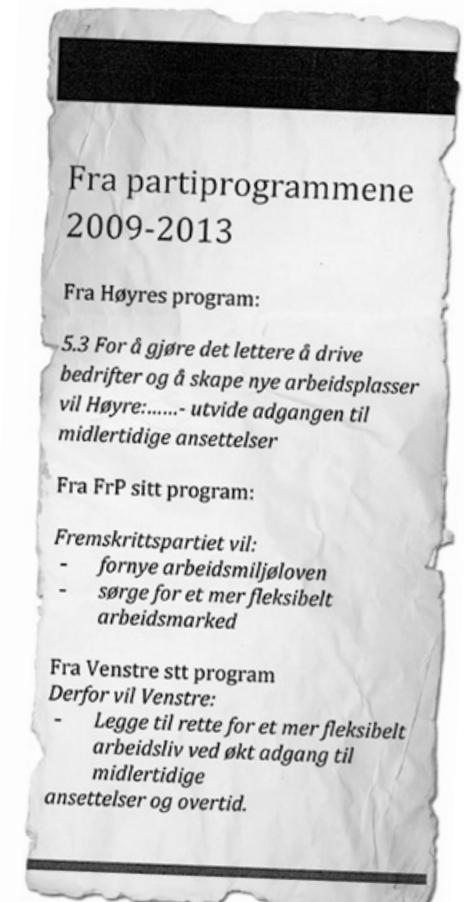 Fra partiprogrammene
2009-2013
Fra Høyres program:
5.3 For å gjøre det lettere å drive
bedrifter og å skape nye arbeidsplasser
vil Høyre:......- utvide adgangen til
midlertidige ansettelser
Fra FrP sitt program:
Fremskrittspartiet vil:
- fornye arbeidsmiljøloven
- sørge for et mer fleksibelt
arbeidsmarked
Fra Venstre stt program
Derfor vil Venstre:
- Legge til rette for et mer fleksibelt
arbeidsliv ved økt adgang til
midlertidige
ansettelser og overtid.